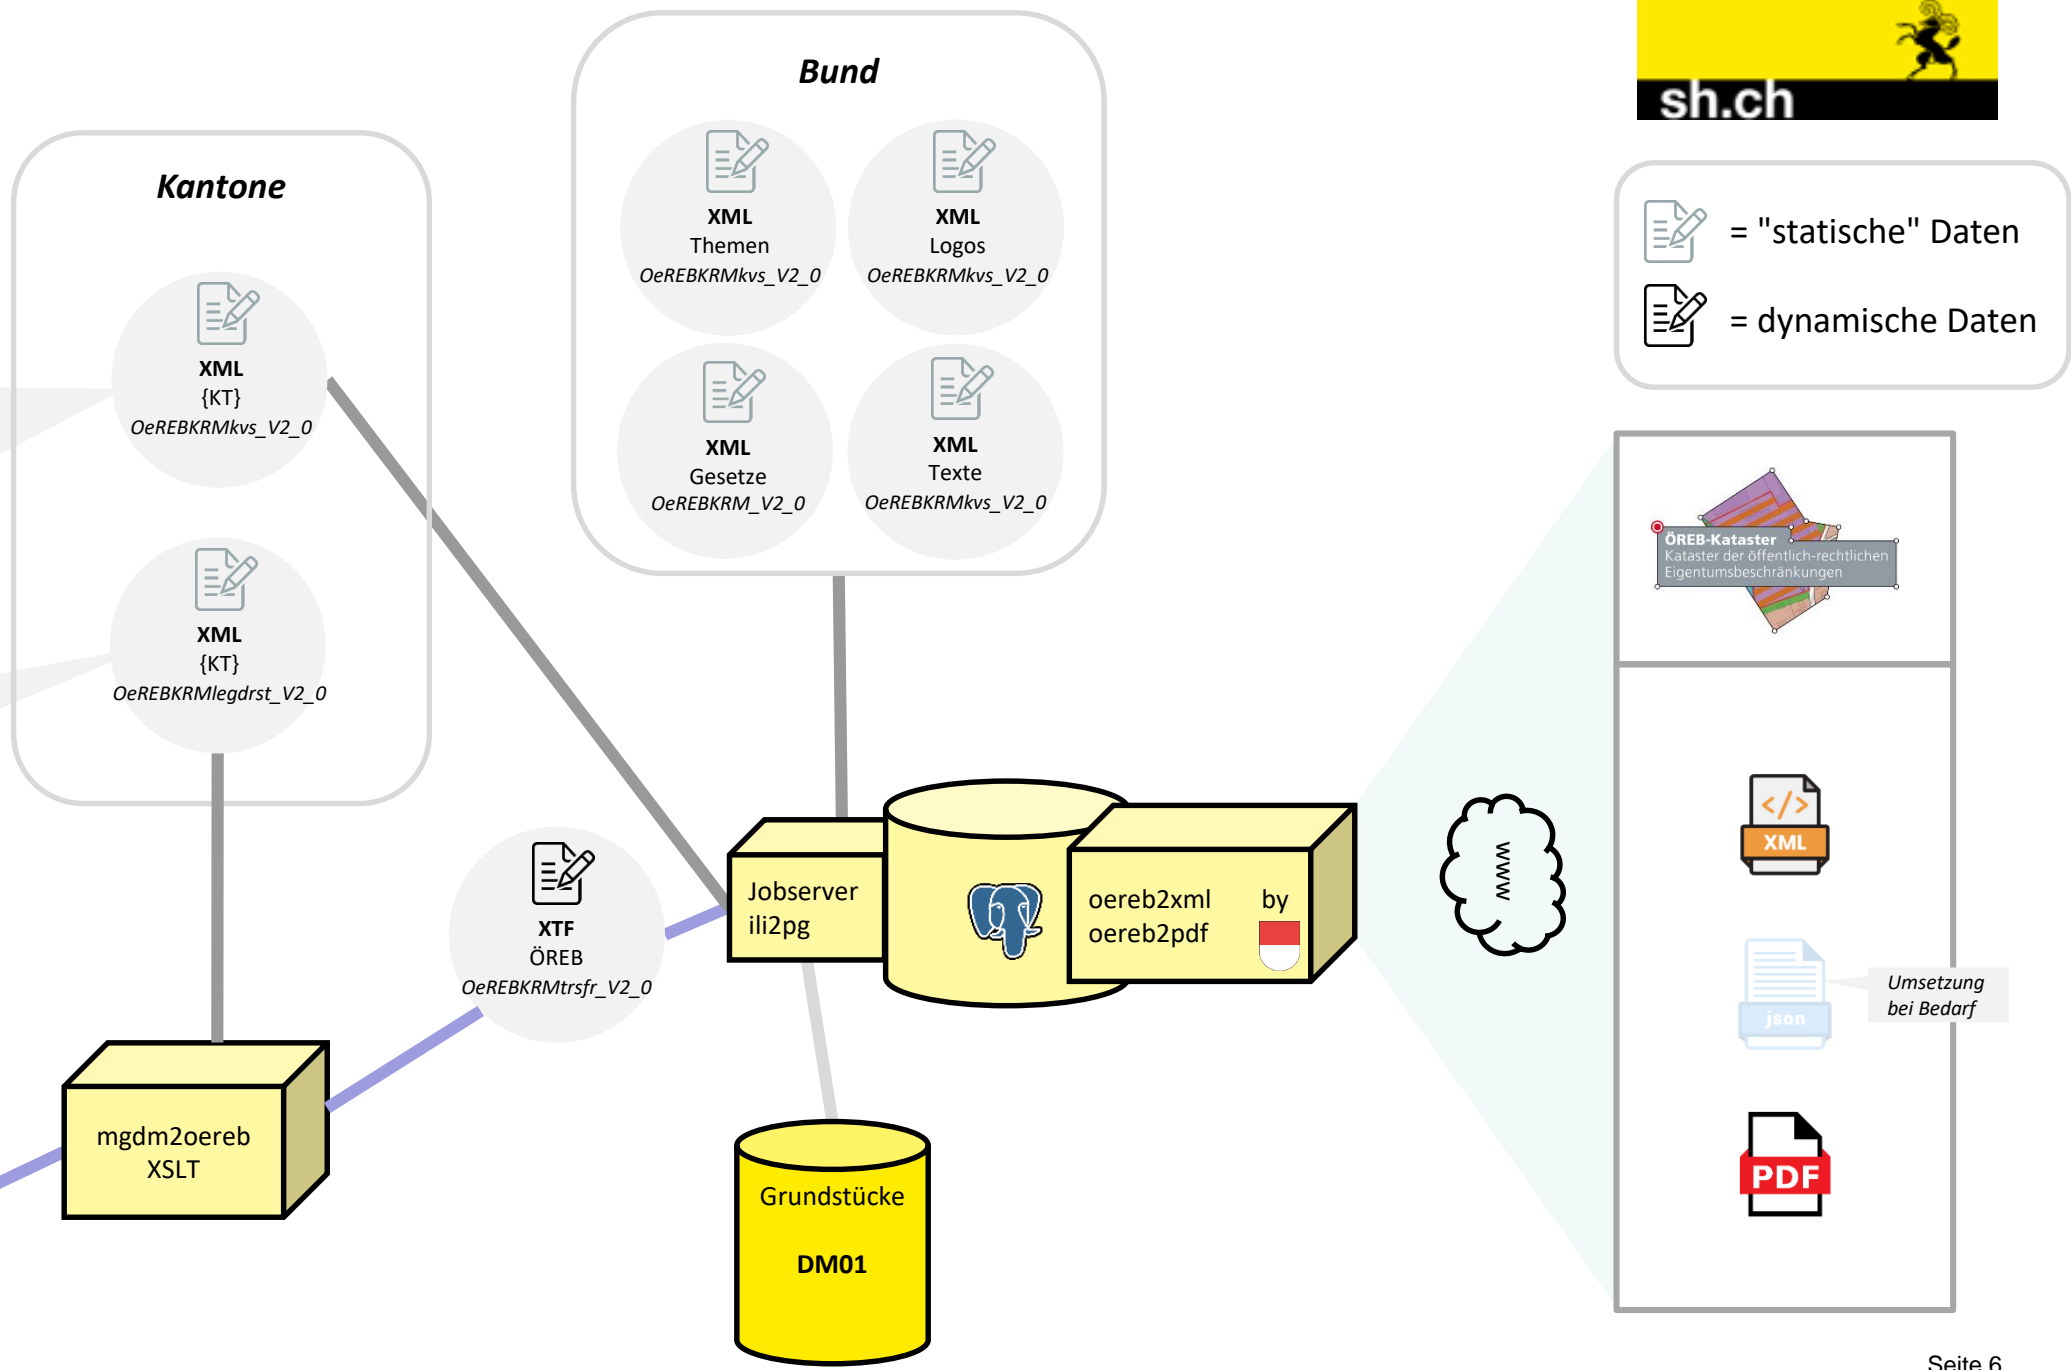 Bund
sh.ch
Kantone
XML
Themen
OeREBKRMkvs_V2_0
XML
Logos
OeREBKRMkvs_V2_0
= "statische" Daten
= dynamische Daten
XML
{KT}
OeREBKRMkvs_V2_0
XML
Gesetze
OeREBKRM_V2_0
XML
Texte
OeREBKRMkvs_V2_0
ÖREB-Kataster
Kataster der öffentlich-rechtlichen
Eigentumsbeschränkungen
XML
{KT}
OeREBKRMlegdrst_V2_0
XTF
ÖREB
OeREBKRMtrsfr_V2_0
Jobserver
ili2pg
oereb2xml by
oereb2pdf
www
</>
XML
json
Umsetzung
bei Bedarf
PDF
mgdm2oereb
XSLT
Grundstücke
DM01
Seite 6